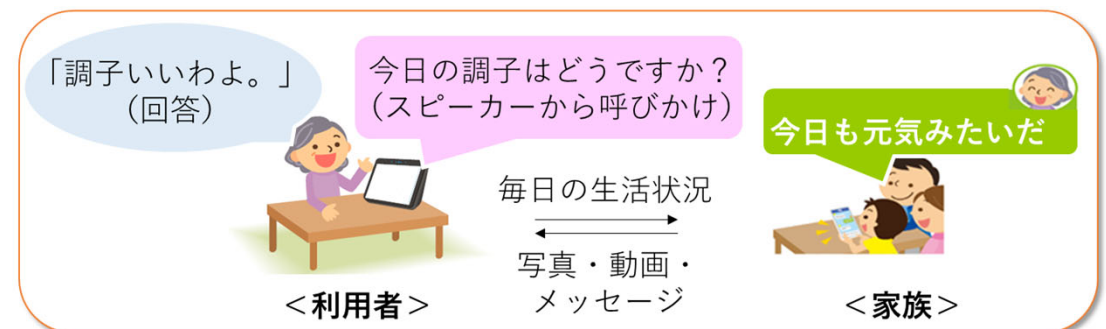 「調子いいわよ。」
(回答)
今日の調子はどうですか？
(スピーカーから呼びかけ)
今日も元気みたいだ
毎日の生活状況
写真・動画・
メッセージ
＜利用者＞
＜家族＞